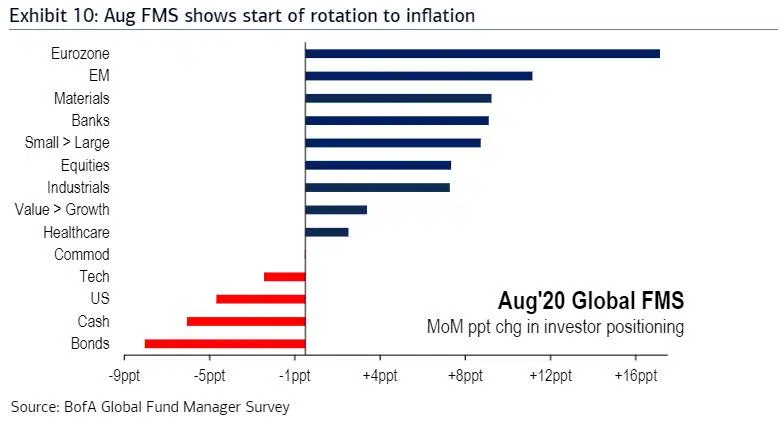 Exhibit 10: Aug FMS shows start of rotation to inflation
Eurozone
EM
Materials
Banks
Small > Large
Equities
Industrials
Value > Growth
Healthcare
Commod
Tech
US
Cash
Bonds
Aug'20 Global FMS
MoM ppt chg in investor positioning
-9ppt -5ppt -1ppt +4ppt +8ppt +12ppt +16ppt
Source: BofA Global Fund Manager Survey